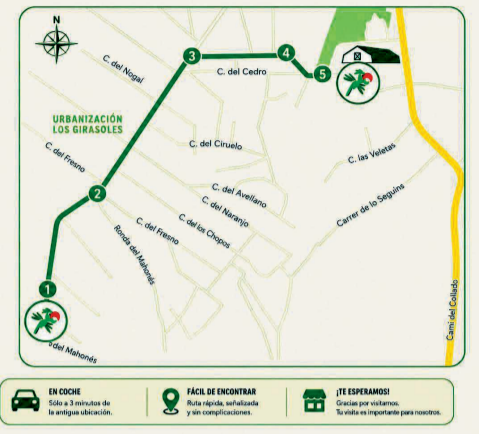 N
3
4
5
C. del Nogal
C. del Cedro
URBANIZACIÓN
LOS GIRASOLES
C. del Ciruelo
C. las Veletas
C. del Fresno
2
C. del Avellano
C. del Naranjo
Carrer de lo Seguins
C. de los Chopos
C. del Fresno
Ronda del Mahonés
1
Cami del Collado
del Mahonés
EN COCHE
Sólo a 3 minutos de
la antigua ubicación.
FÁCIL DE ENCONTRAR
Ruta rápida, señalizada
y sin complicaciones.
¡TE ESPERAMOS!
Gracias por visitarnos.
Tu visita es importante para nosotros.